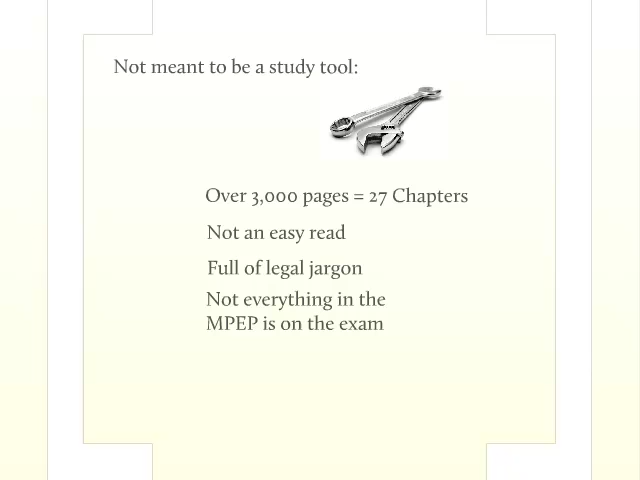 Not meant to be a study tool:
Over 3,000 pages = 27 Chapters
Not an easy read
Full of legal jargon
Not everything in the
MPEP is on the exam